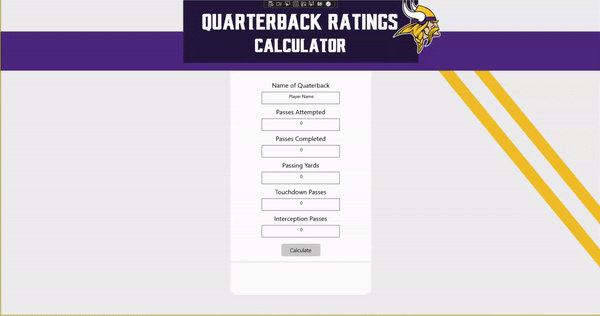 QUARTERBACK RATINGS
CALCULATOR
Name of Quaterback
Player Name
Passes Attempted
0
Passes Completed
0
Passing Yards
0
Touchdown Passes
0
Interception Passes
0
Calculate